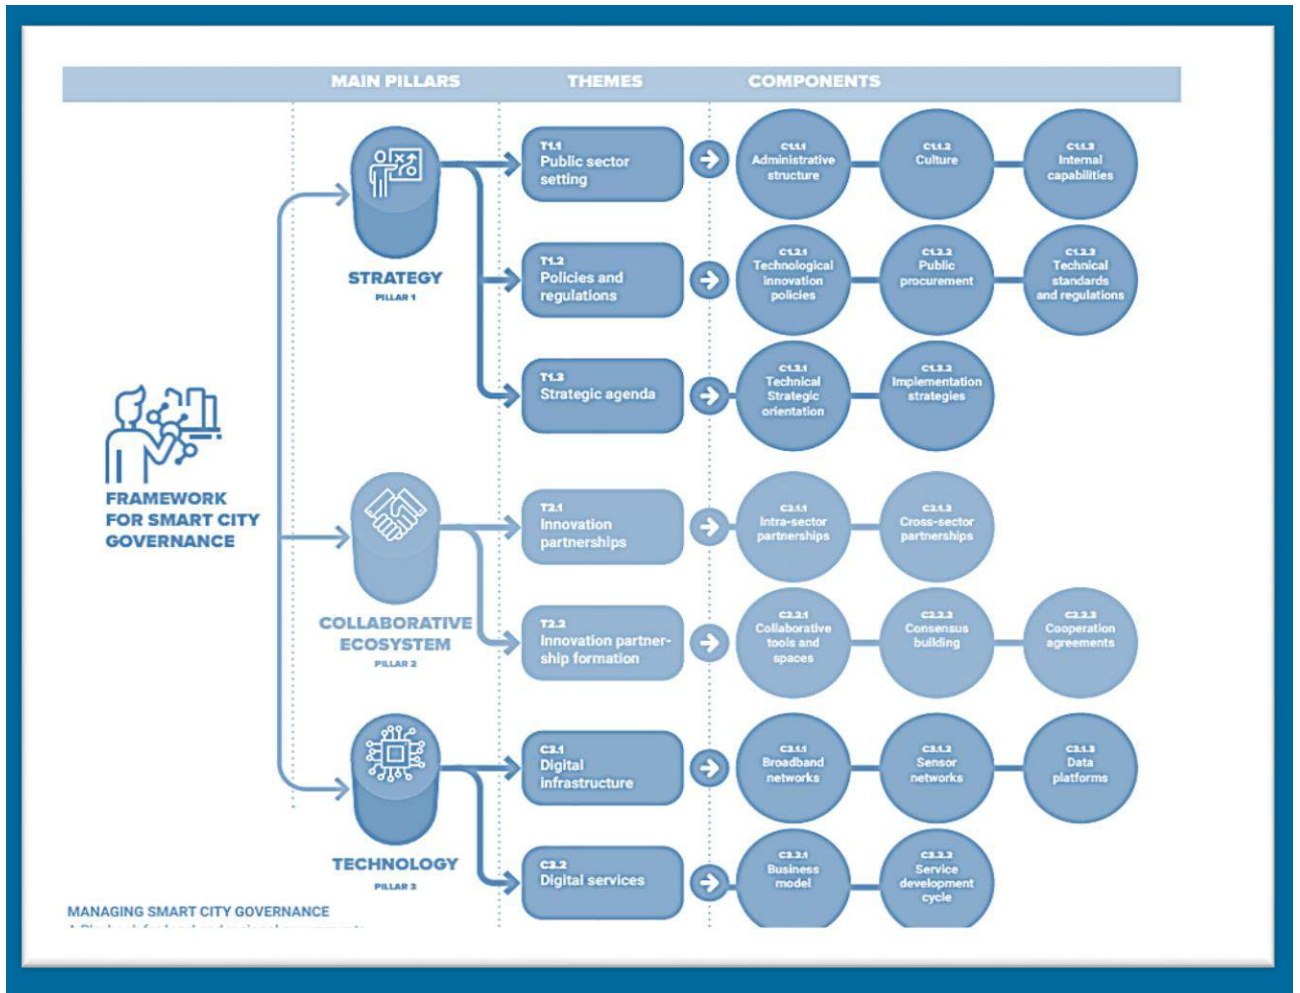 MAIN PILLARS
THEMES
COMPONENTS
FRAMEWORK
FOR SMART CITY
GOVERNANCE
STRATEGY
PILLAR 1
T1.1
Public sector
setting
C1.1.1
Administrative
structure
C1.1.2
Culture
C1.1.3
Internal
capabilities
T1.2
Policies and
regulations
C1.2.1
Technological
innovation
policies
C1.2.2
Public
procurement
C1.2.3
Technical
standards
and regulations
T1.3
Strategic agenda
C1.3.1
Technical
Strategic
orientation
C1.3.2
Implementation
strategies
COLLABORATIVE
ECOSYSTEM
PILLAR 2
T2.1
Innovation
partnerships
C2.1.1
Intra-sector
partnerships
C2.1.2
Cross-sector
partnerships
T2.2
Innovation partner-
ship formation
C2.2.1
Collaborative
tools and
spaces
C2.2.2
Consensus
building
C2.2.3
Cooperation
agreements
TECHNOLOGY
PILLAR 3
C3.1
Digital
infrastructure
C3.1.1
Broadband
networks
C3.1.2
Sensor
networks
C3.1.3
Data
platforms
C3.2
Digital services
C3.2.1
Business
model
C3.2.2
Service
development
cycle
MANAGING SMART CITY GOVERNANCE